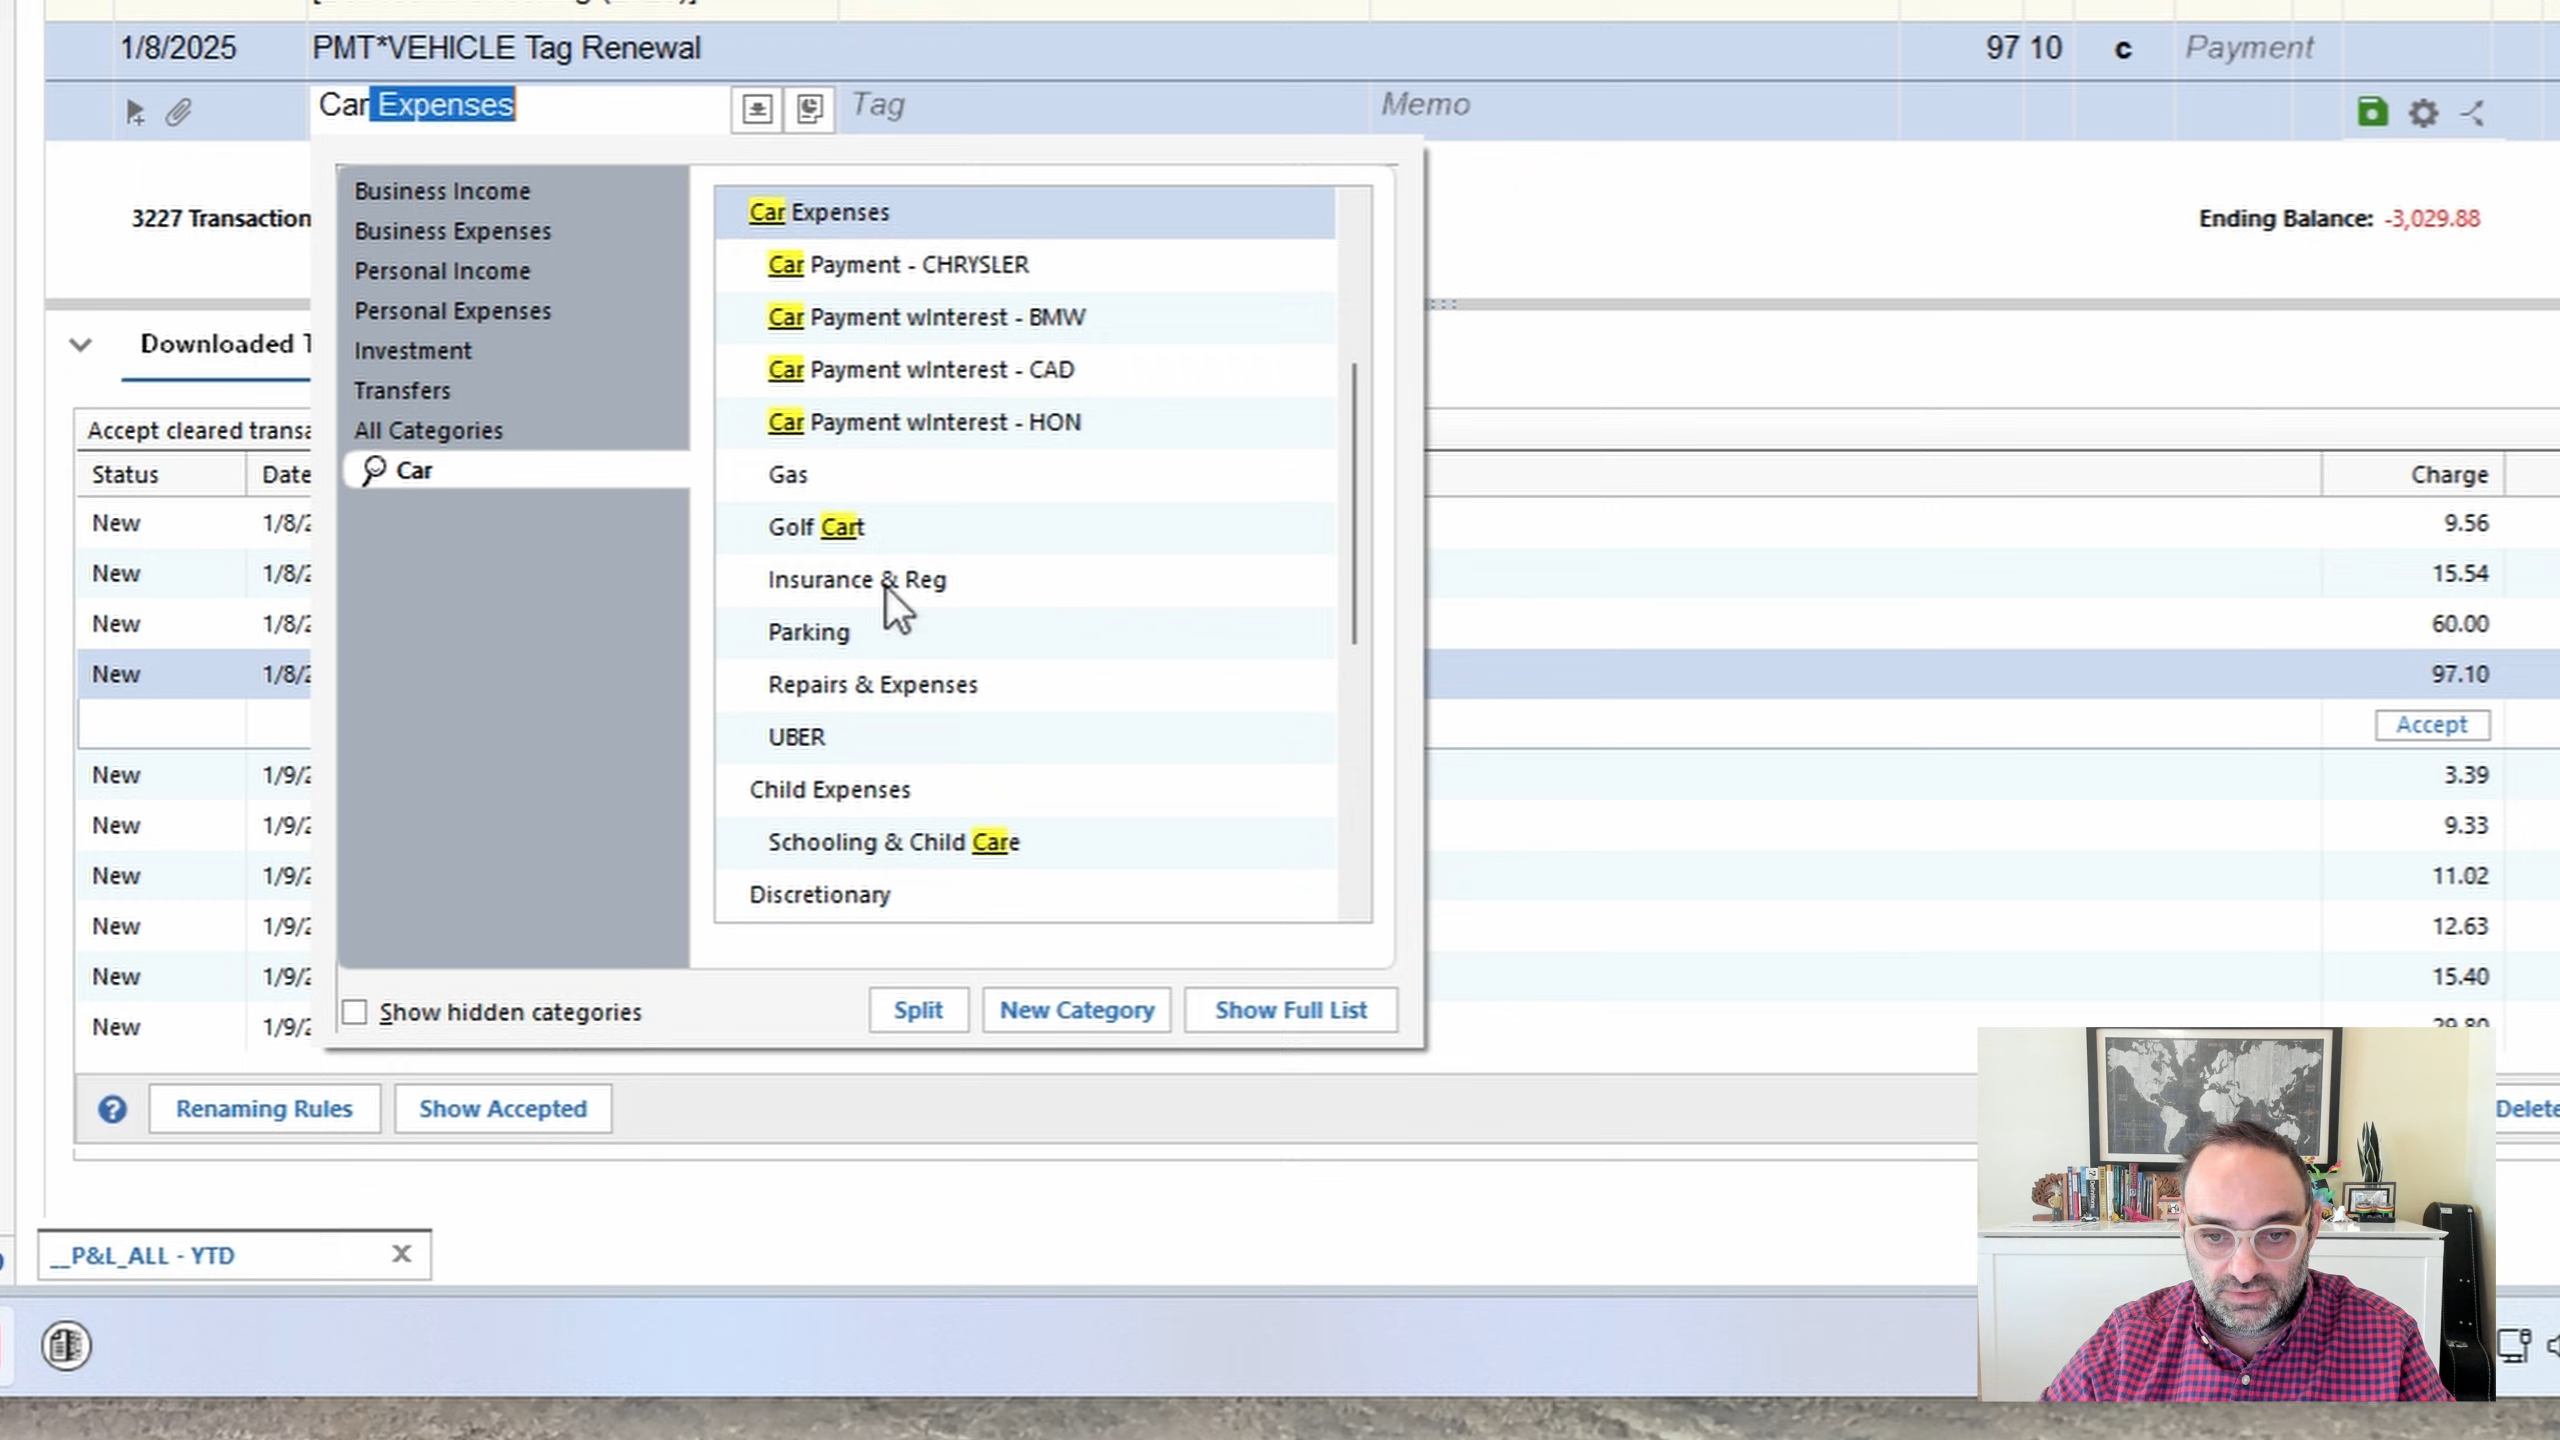 1/8/2025 PMT*VEHICLE Tag Renewal 97 10 c Payment
Car Expenses Tag Memo
3227 Transaction
Ending Balance: -3,029.88
Business Income
Business Expenses
Personal Income
Personal Expenses
Investment
Transfers
All Categories
Car
Car Expenses
Car Payment - CHRYSLER
Car Payment wInterest - BMW
Car Payment wInterest - CAD
Car Payment wInterest - HON
Gas
Golf Cart
Insurance & Reg
Parking
Repairs & Expenses
UBER
Child Expenses
Schooling & Child Care
Discretionary
Show hidden categories Split New Category Show Full List
Downloaded T
Accept cleared transa
Status Date Charge
New 1/8/2 9.56
New 1/8/2 15.54
New 1/8/2 60.00
New 1/8/2 97.10
Accept
New 1/9/2 3.39
New 1/9/2 9.33
New 1/9/2 11.02
New 1/9/2 12.63
New 1/9/2 15.40
New 1/9/2 29.80
? Renaming Rules Show Accepted Delete
__P&L_ALL - YTD X